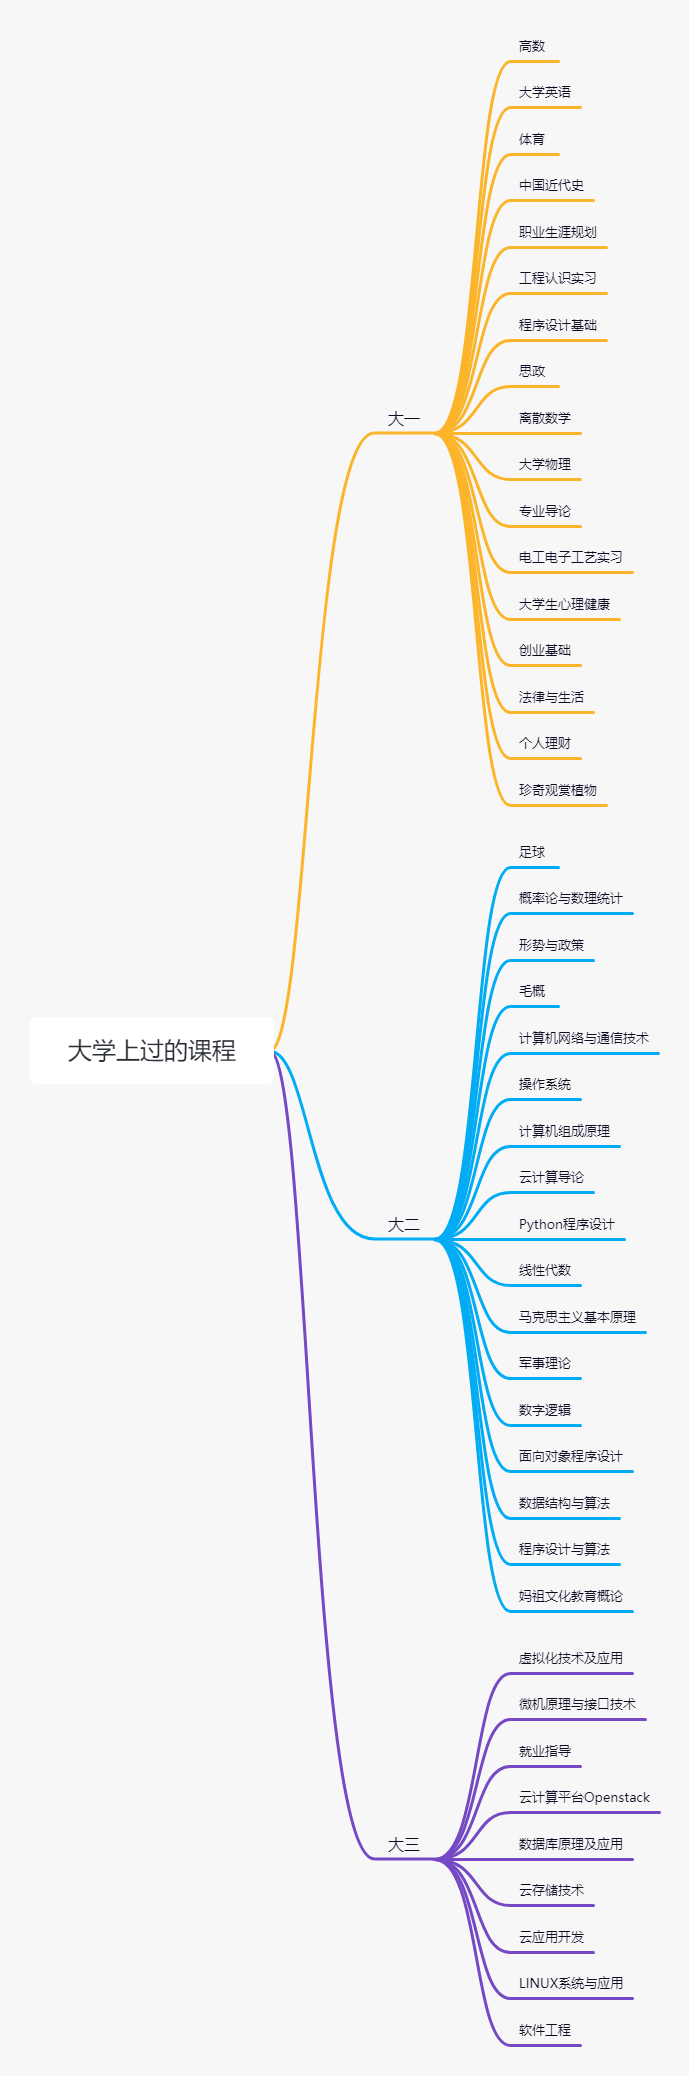 大学上过的课程
大一
高数
大学英语
体育
中国近代史
职业生涯规划
工程认识实习
程序设计基础
思政
离散数学
大学物理
专业导论
电工电子工艺实习
大学生心理健康
创业基础
法律与生活
个人理财
珍奇观赏植物
大二
足球
概率论与数理统计
形势与政策
毛概
计算机网络与通信技术
操作系统
计算机组成原理
云计算导论
Python程序设计
线性代数
马克思主义基本原理
军事理论
数字逻辑
面向对象程序设计
数据结构与算法
程序设计与算法
妈祖文化教育概论
大三
虚拟化技术及应用
微机原理与接口技术
就业指导
云计算平台Openstack
数据库原理及应用
云存储技术
云应用开发
LINUX系统与应用
软件工程